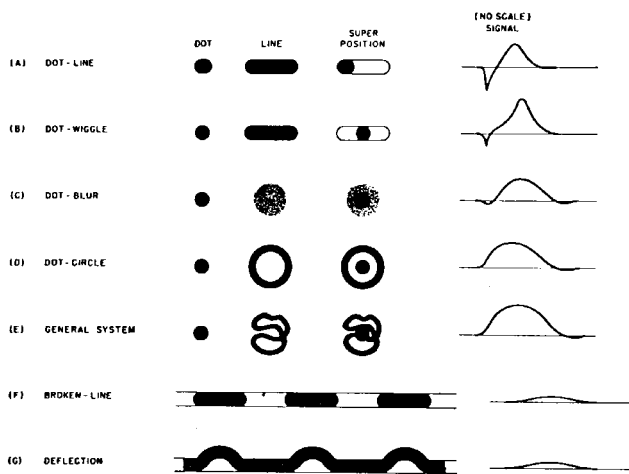 [NO SCALE]
DOT LINE SUPER POSITION SIGNAL
(A) DOT-LINE
(B) DOT-WIGGLE
(C) DOT-BLUR
(D) DOT-CIRCLE
(E) GENERAL SYSTEM
(F) BROKEN-LINE
(G) DEFLECTION